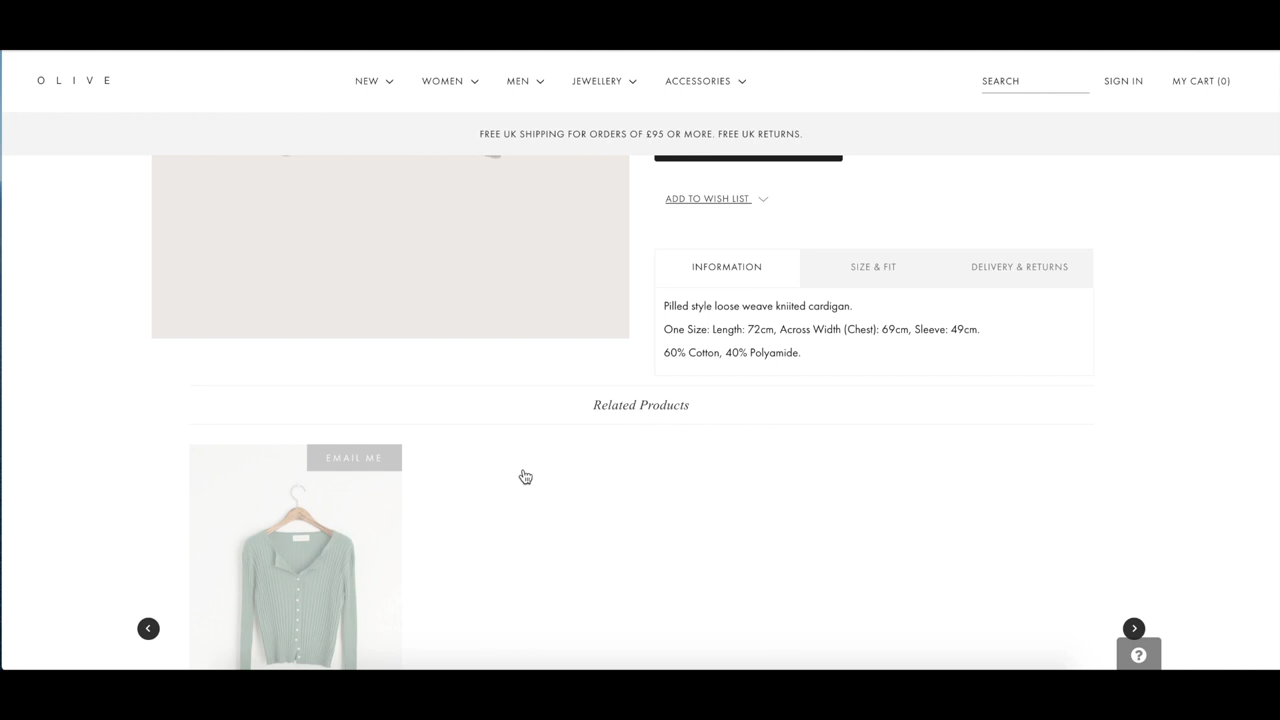 OLIVE
NEW WOMEN MEN JEWELLERY ACCESSORIES SEARCH SIGN IN MY CART (0)
FREE UK SHIPPING FOR ORDERS OF £95 OR MORE. FREE UK RETURNS.
ADD TO WISH LIST
INFORMATION SIZE & FIT DELIVERY & RETURNS
Pilled style loose weave kniited cardigan.
One Size: Length: 72cm, Across Width (Chest): 69cm, Sleeve: 49cm.
60% Cotton, 40% Polyamide.
Related Products
EMAIL ME
?